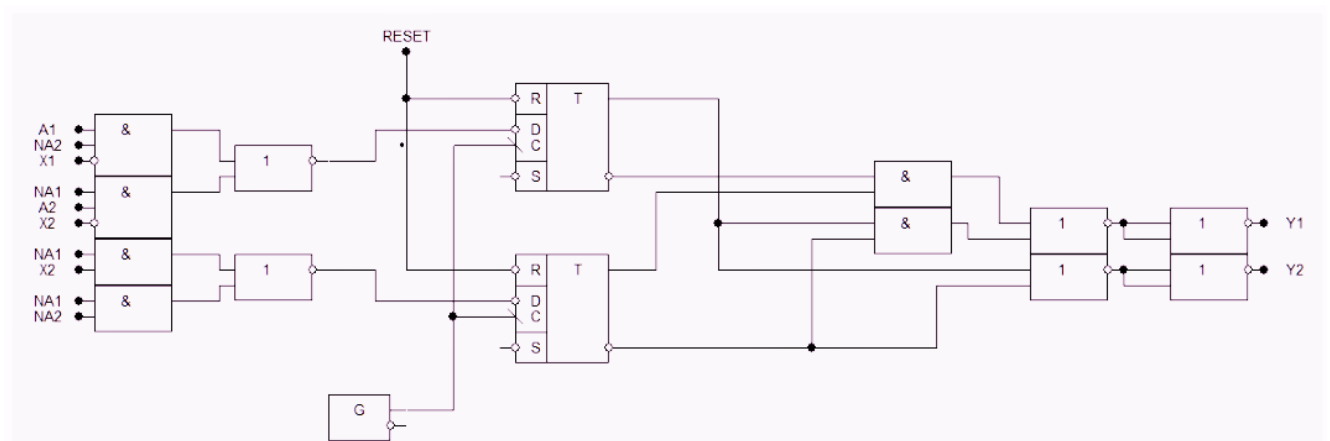 RESET
R T
A1 & D
NA2 C
X1 1
S
NA1 & & 
A2
X2 & 1 1 Y1
NA1 &
X2 1 R T 1 1 Y2
NA1 & D
NA2 C
S
G